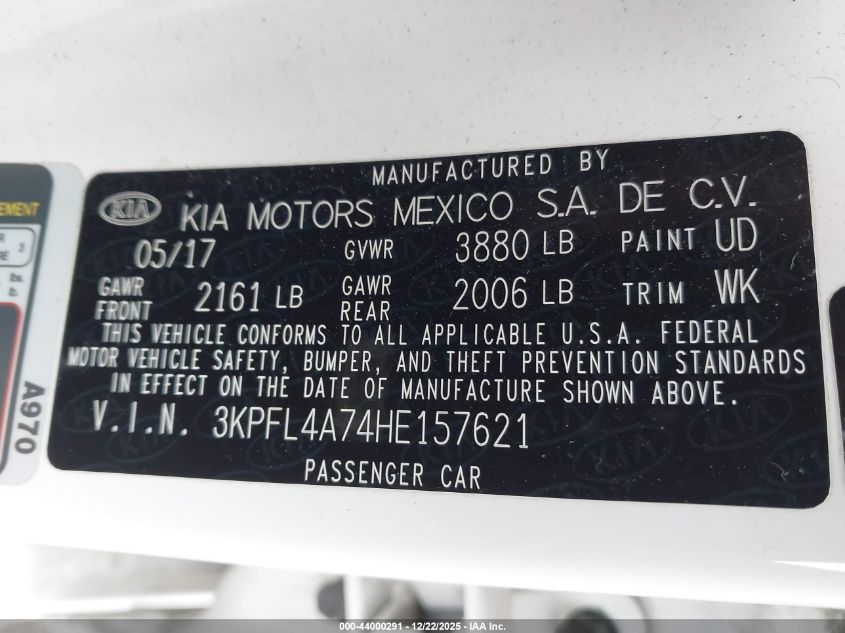 MANUFACTURED BY
KIA KIA MOTORS MEXICO S.A. DE C.V.
05/17 GVWR 3880 LB PAINT UD
GAWR FRONT 2161 LB GAWR REAR 2006 LB TRIM WK
THIS VEHICLE CONFORMS TO ALL APPLICABLE U.S.A. FEDERAL
MOTOR VEHICLE SAFETY, BUMPER, AND THEFT PREVENTION STANDARDS
IN EFFECT ON THE DATE OF MANUFACTURE SHOWN ABOVE.
V.I.N. 3KPFL4A74HE157621
PASSENGER CAR
3
lbs.
A970
000-44000291 - 12/22/2025 - IAA Inc.